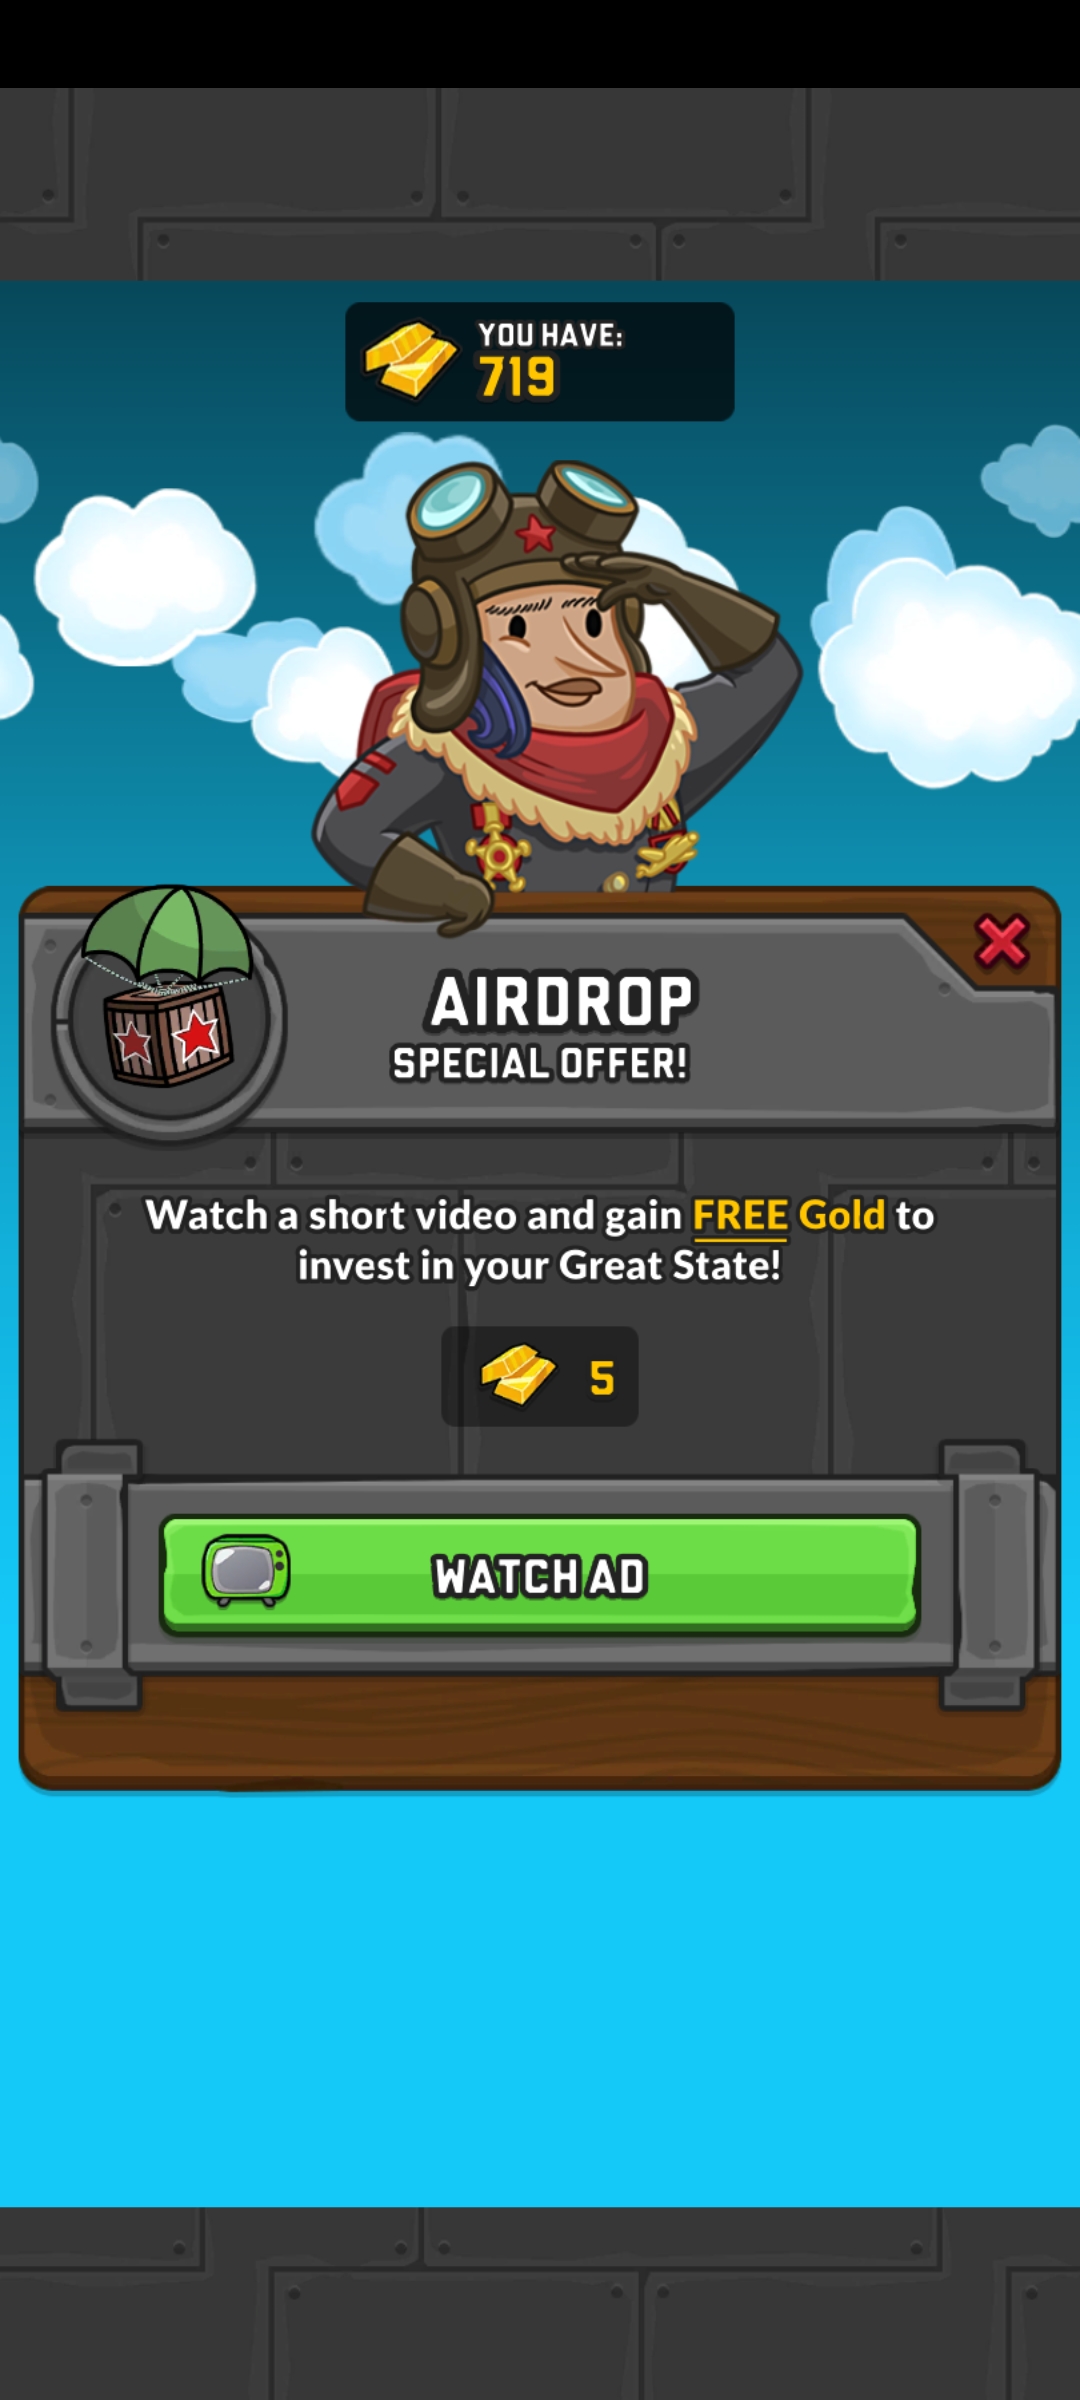 YOU HAVE:
719
AIRDROP
SPECIAL OFFER!
Watch a short video and gain FREE Gold to
invest in your Great State!
5
WATCH AD